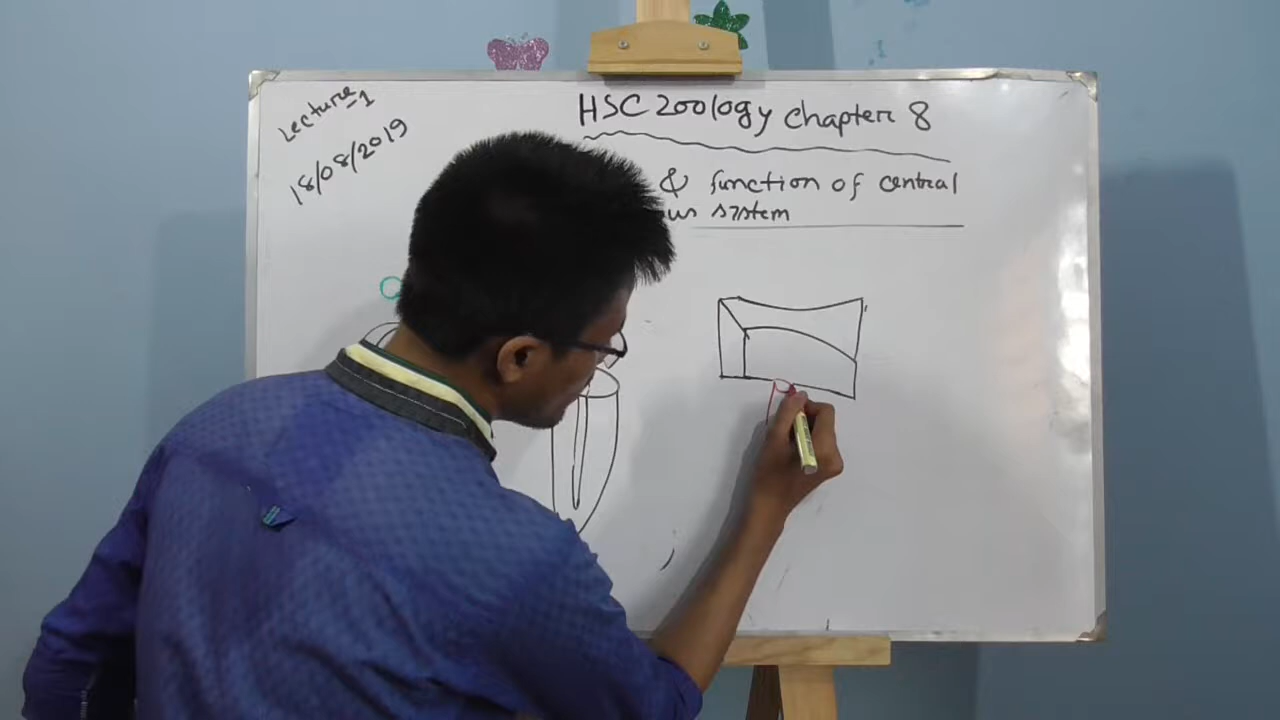 Lecture-1
18/08/2019
HSC Zoology Chapter 8
& function of central
system